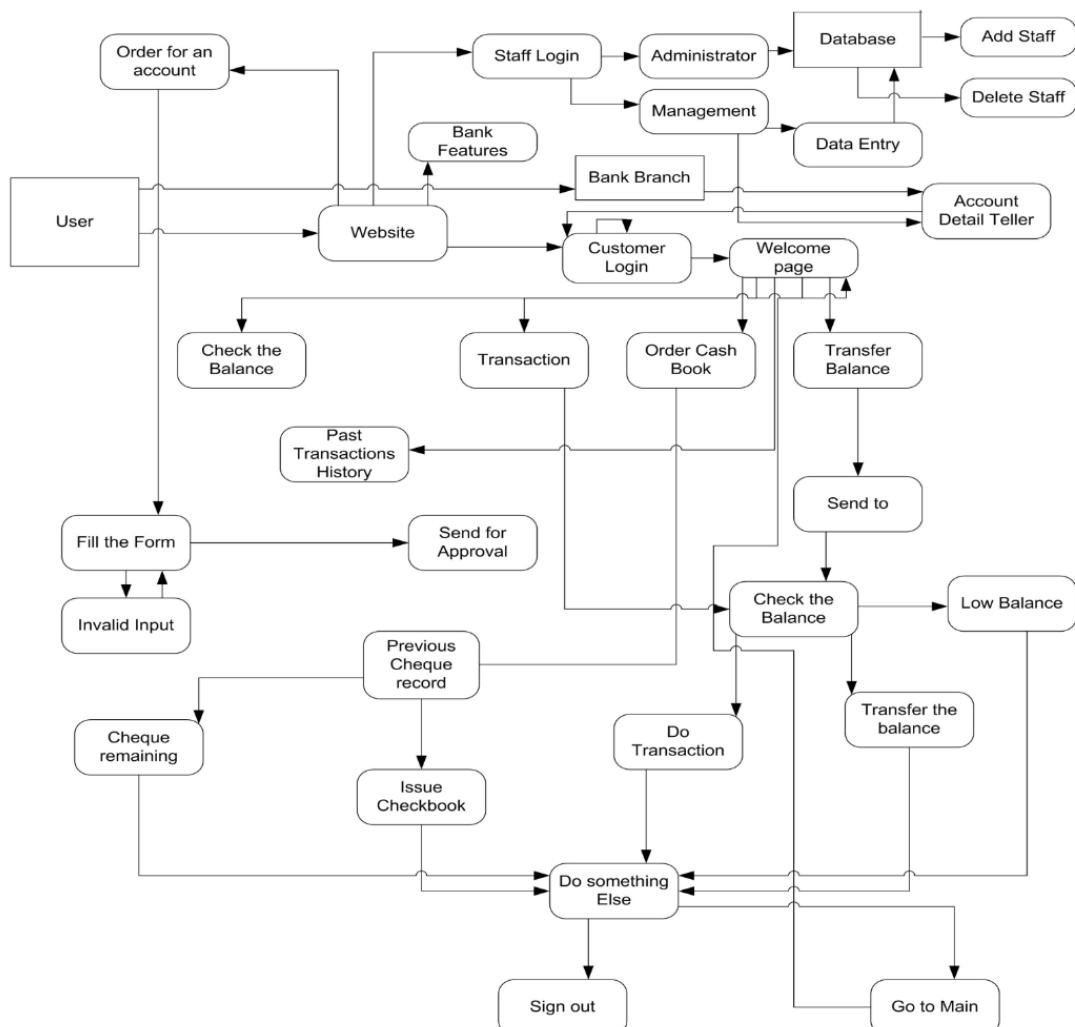 Order for an
account
Staff Login
Administrator
Database
Add Staff
Delete Staff
Management
Data Entry
Bank
Features
Bank Branch
User
Website
Account
Detail Teller
Customer
Login
Welcome
page
Check the
Balance
Transaction
Order Cash
Book
Transfer
Balance
Past
Transactions
History
Send to
Fill the Form
Send for
Approval
Invalid Input
Check the
Balance
Low Balance
Previous
Cheque
record
Cheque
remaining
Do
Transaction
Transfer the
balance
Issue
Checkbook
Do something
Else
Sign out
Go to Main